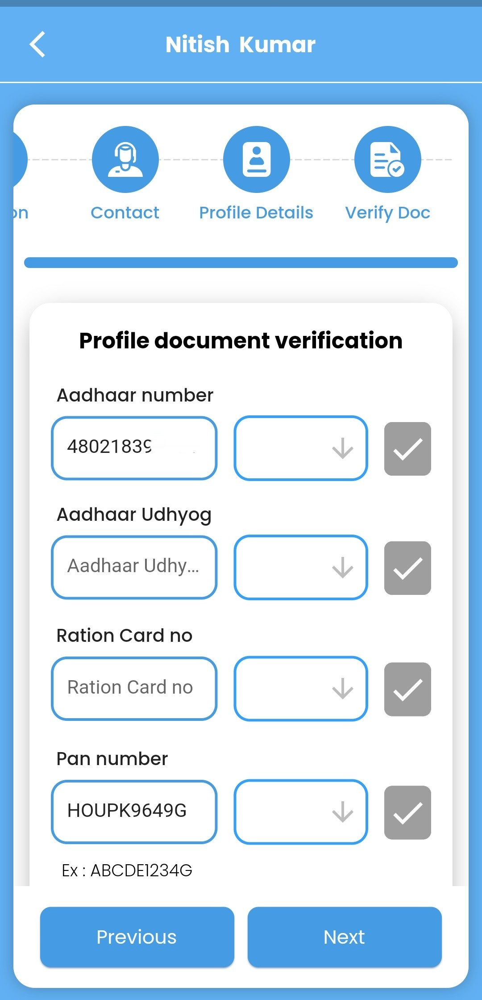 Nitish Kumar
on
Contact
Profile Details
Verify Doc
Profile document verification
Aadhaar number
48021839
Aadhaar Udhyog
Aadhaar Udhy...
Ration Card no
Ration Card no
Pan number
HOUPK9649G
Ex : ABCDE1234G
Previous
Next